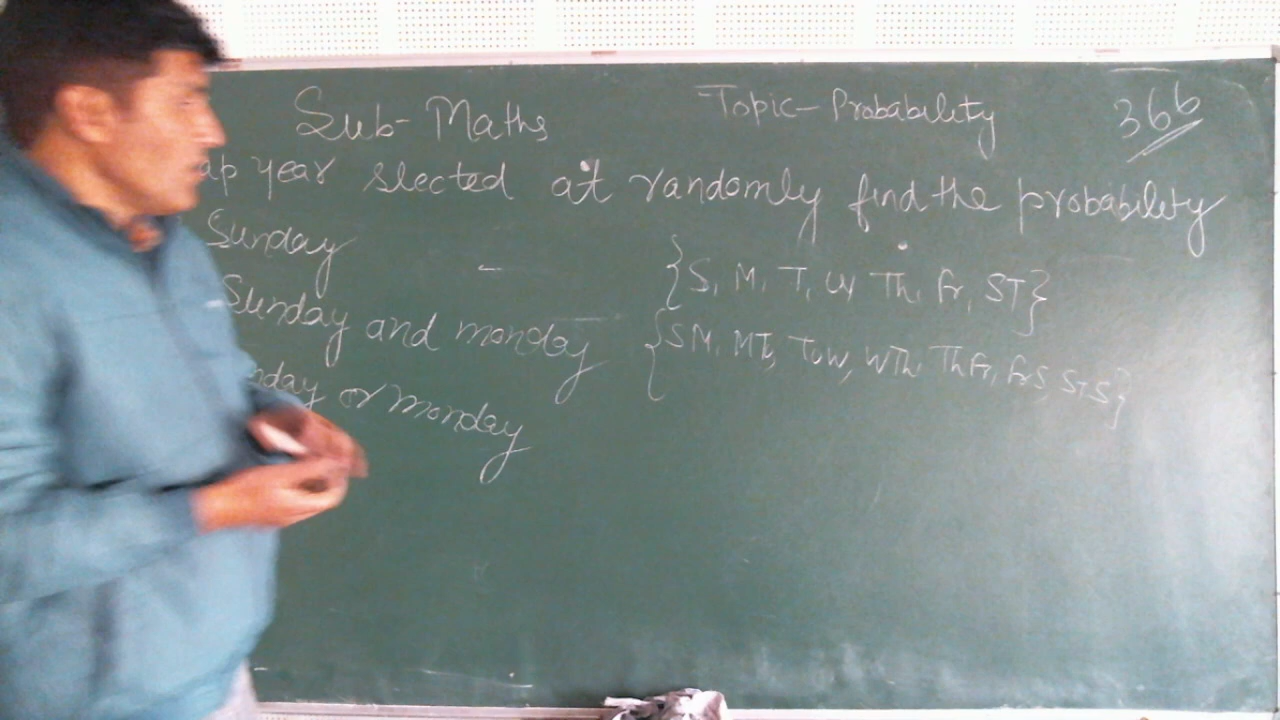 Sub- Maths
Topic- Probability
366
ap year slected at randomly find the probability
Sunday
{S, M, T, W Th, Fr, ST}
Sunday and monday
{SM, MT, TuW, WTh, ThFr, FrS, STS}
nday or monday